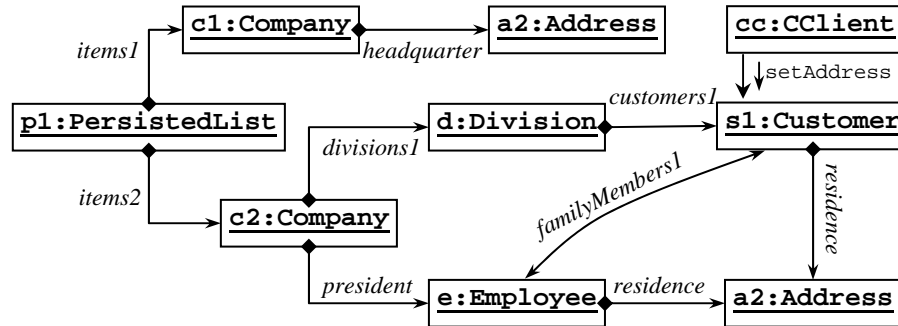 c1:Company
a2:Address
cc:CClient
items1
headquarter
setAddress
customers1
p1:PersistedList
d:Division
s1:Customer
divisions1
items2
familyMembers1
residence
c2:Company
president
e:Employee
residence
a2:Address